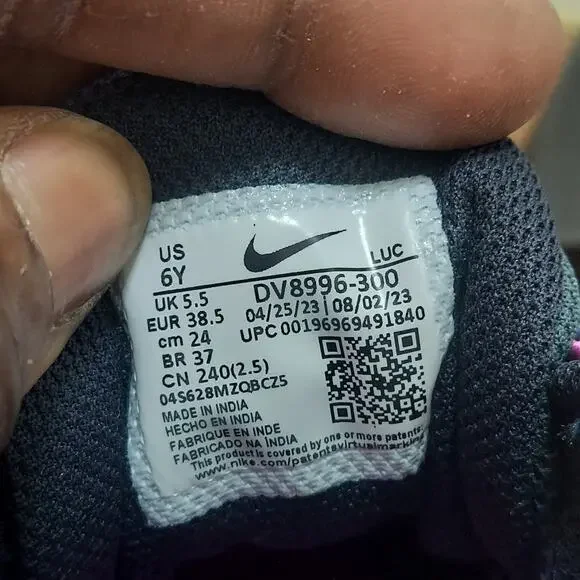 US
6Y
LUC
UK 5.5
DV8996-300
EUR 38.5
04/25/23 | 08/02/23
cm 24
UPC 00196969491840
BR 37
CN 240(2.5)
04S628MZQBCZ5
MADE IN INDIA
HECHO EN INDIA
FABRIQUE EN INDE
FABRICADO NA ÍNDIA
This product is covered by one or more patents.
www.nike.com/patentsvirtualmarking